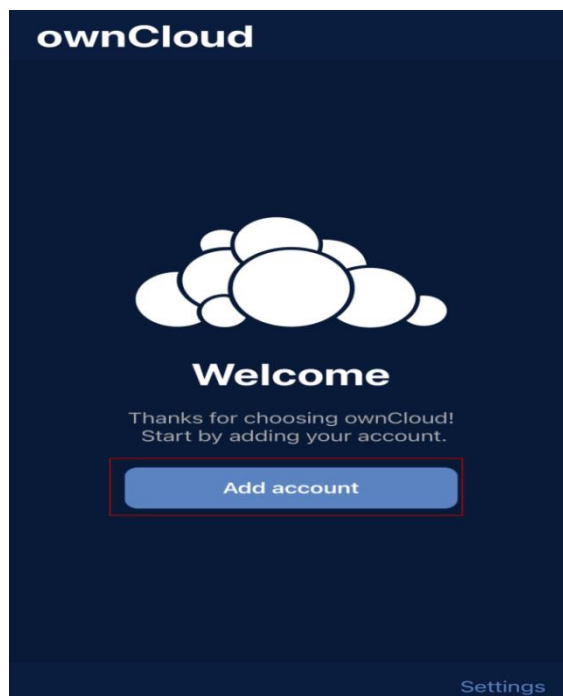 ownCloud
Welcome
Thanks for choosing ownCloud!
Start by adding your account.
Add account
Settings